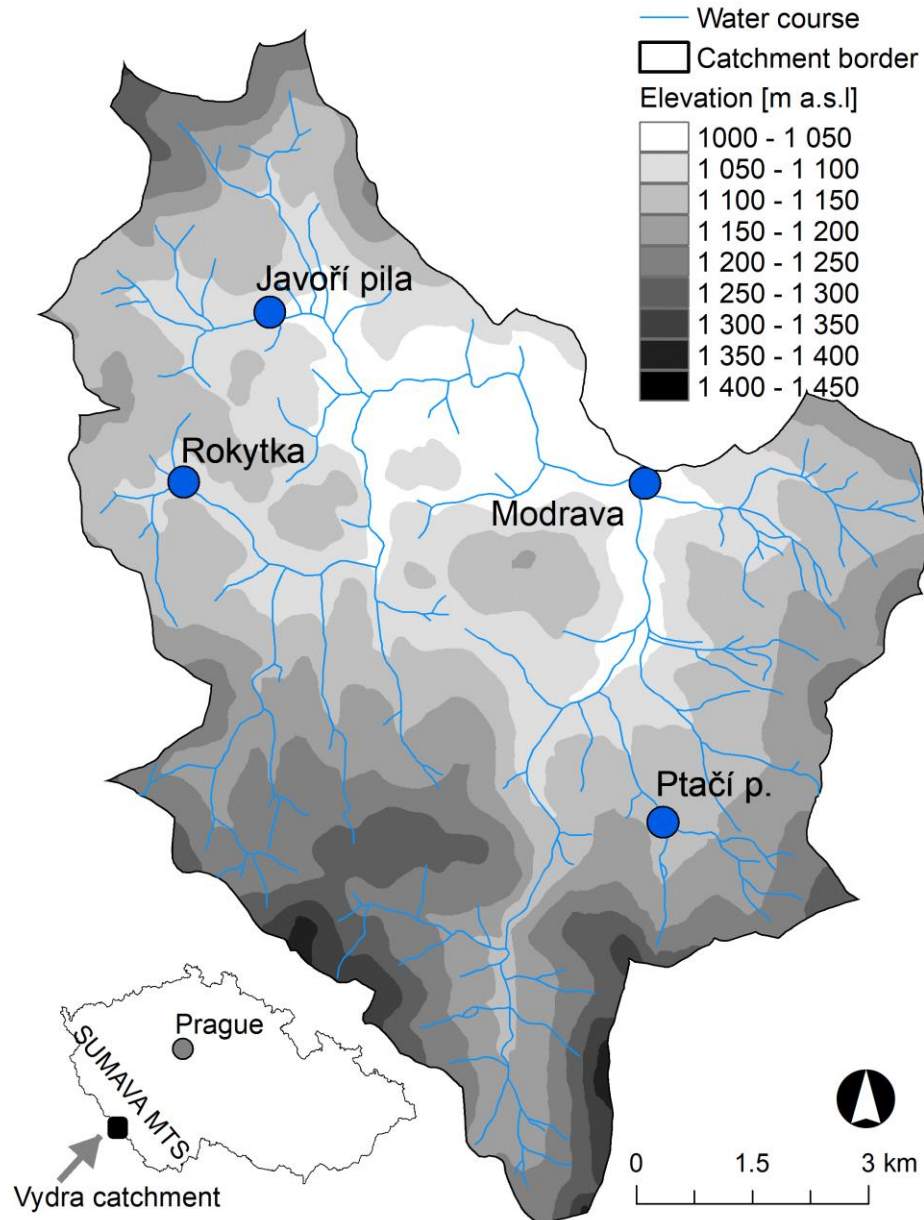 Water course
Catchment border
Elevation [m a.s.l]
1000 - 1 050
1 050 - 1 100
1 100 - 1 150
1 150 - 1 200
1 200 - 1 250
1 250 - 1 300
1 300 - 1 350
1 350 - 1 400
1 400 - 1 450
Javoří pila
Rokytka
Modrava
Ptačí p.
Prague
SUMAVA MTS
Vydra catchment
0 1.5 3 km